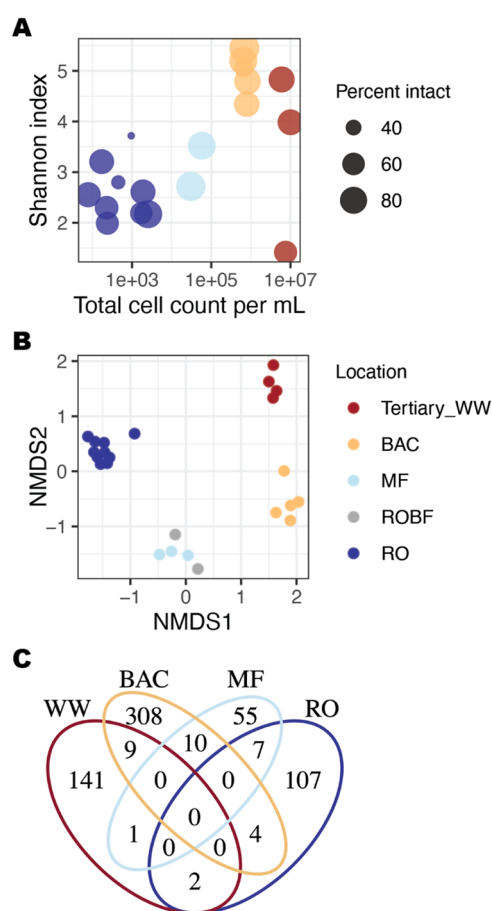 A
Shannon index
5
4
3
2
1e+03 1e+05 1e+07
Total cell count per mL
Percent intact
40
60
80
B
NMDS2
2
1
0
−1
−1 0 1 2
NMDS1
Location
Tertiary_WW
BAC
MF
ROBF
RO
C
BAC MF
WW RO
308 55
9 10 7
141 0 0 107
0
1 0 0 4
2